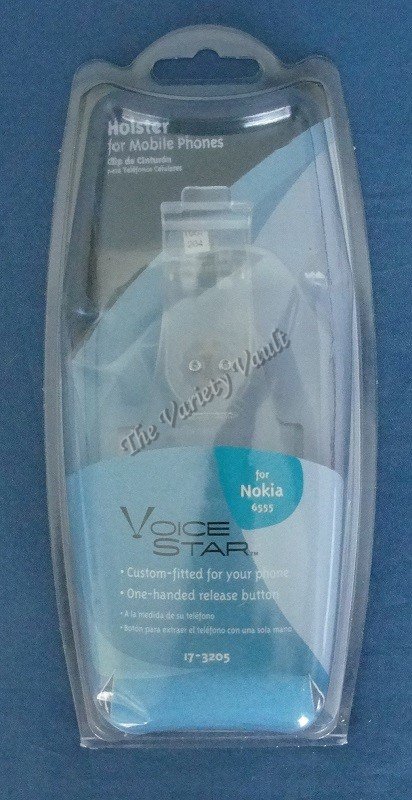 Holster
for Mobile Phones
Clip de Cinturón
para Teléfonos Celulares
The Variety Vault
for
Nokia
6555
VOICE
STAR™
• Custom-fitted for your phone
• One-handed release button
• A la medida de su teléfono
• Botón para extraer el teléfono con una sola mano
17-3205